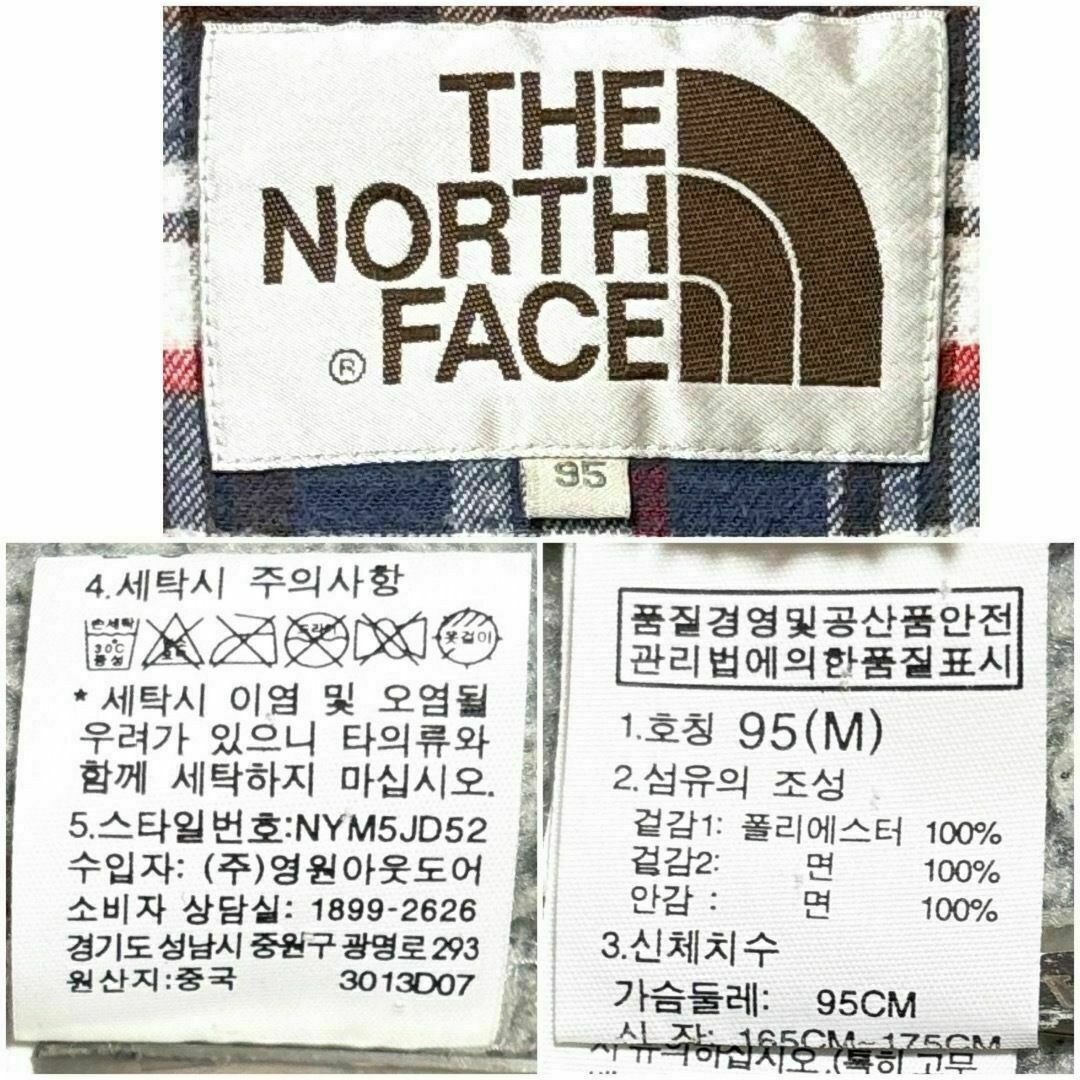 THE
NORTH
FACE
®
95
4.세탁시 주의사항
손세탁
30℃
중성
드라이
옷걸이
* 세탁시 이염 및 오염될
우려가 있으니 타의류와
함께 세탁하지 마십시오.
5.스타일번호:NYM5JD52
수입자: (주)영원아웃도어
소비자 상담실: 1899-2626
경기도 성남시 중원구 광명로 293
원산지:중국 3013D07
품질경영및공산품안전
관리법에의한품질표시
1.호칭 95(M)
2.섬유의 조성
겉감1: 폴리에스터 100%
겉감2: 면 100%
안감 : 면 100%
3.신체치수
가슴둘레: 95CM
신 장: 165CM~175CM